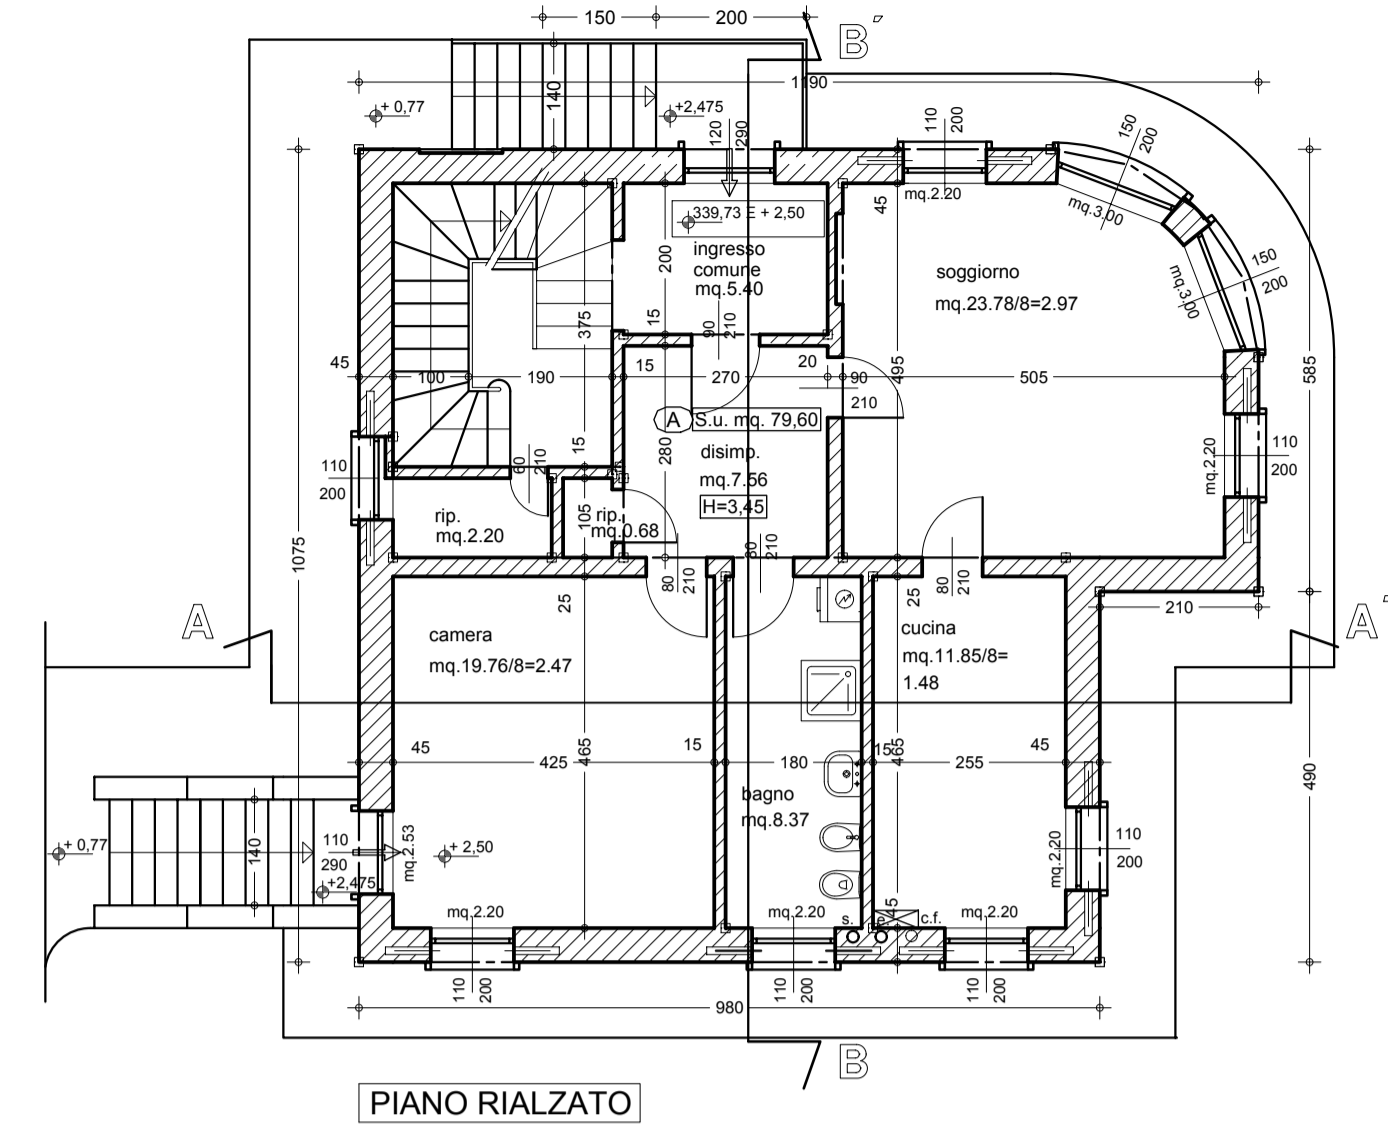 150
200
B´
1190
+ 0,77
140
+2,475
120
290
110
200
150
200
mq.2.20
mq.3.00
45
339,73 E + 2,50
ingresso
comune
mq.5.40
200
soggiorno
mq.23.78/8=2.97
150
200
mq.3.00
375
15
90
210
45
100
190
15
270
20
90
210
495
505
585
A
S.u. mq. 79,60
disimp.
mq.7.56
H=3,45
280
15
60
210
110
200
mq.2.20
110
200
rip.
mq.2.20
105
rip.
mq.0.68
1075
80
210
80
210
80
210
25
25
210
A
A´
camera
mq.19.76/8=2.47
cucina
mq.11.85/8=
1.48
45
425
465
15
180
15
465
255
45
490
bagno
mq.8.37
+ 0,77
140
110
290
+2,475
mq.2.53
+ 2,50
mq.2.20
110
200
mq.2.20
mq.2.20
s.
e.
c.f.
45
mq.2.20
110
200
110
200
110
200
980
B
PIANO RIALZATO